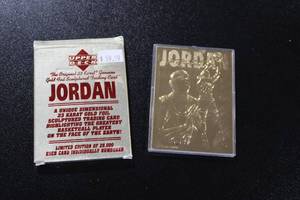 UPPER
DECK
The Original 23 Karat Genuine
Gold Foil Sculptured Trading Card
JORDAN
A UNIQUE DIMENSIONAL
23 KARAT GOLD FOIL
SCULPTURED TRADING CARD
HIGHLIGHTING THE GREATEST
BASKETBALL PLAYER
ON THE FACE OF THE EARTH!
LIMITED EDITION OF
EACH CARD INDIVIDUALLY NUMBERED
JORDAN